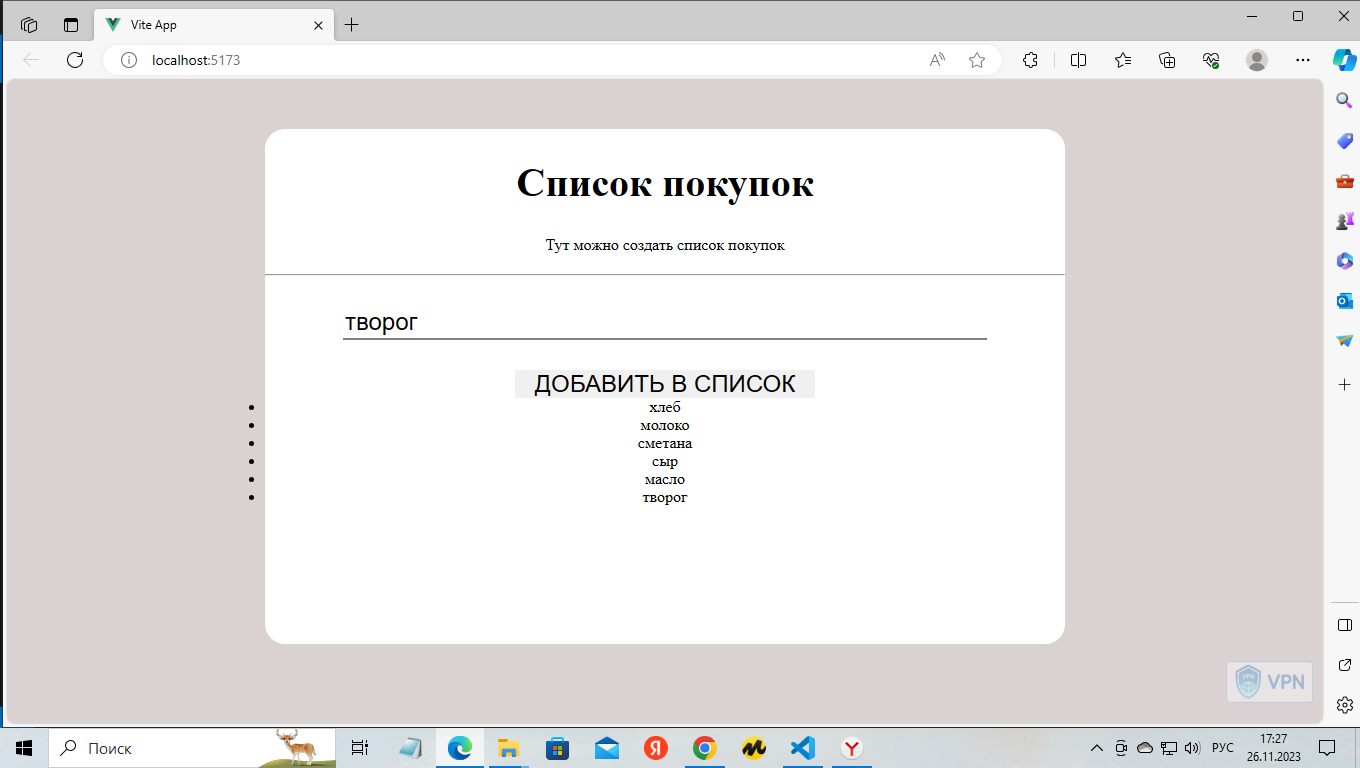 Vite App
localhost:5173
Список покупок
Тут можно создать список покупок
творог
ДОБАВИТЬ В СПИСОК
хлеб
молоко
сметана
сыр
масло
творог
VPN
VPN
Поиск
РУС
17:27
26.11.2023